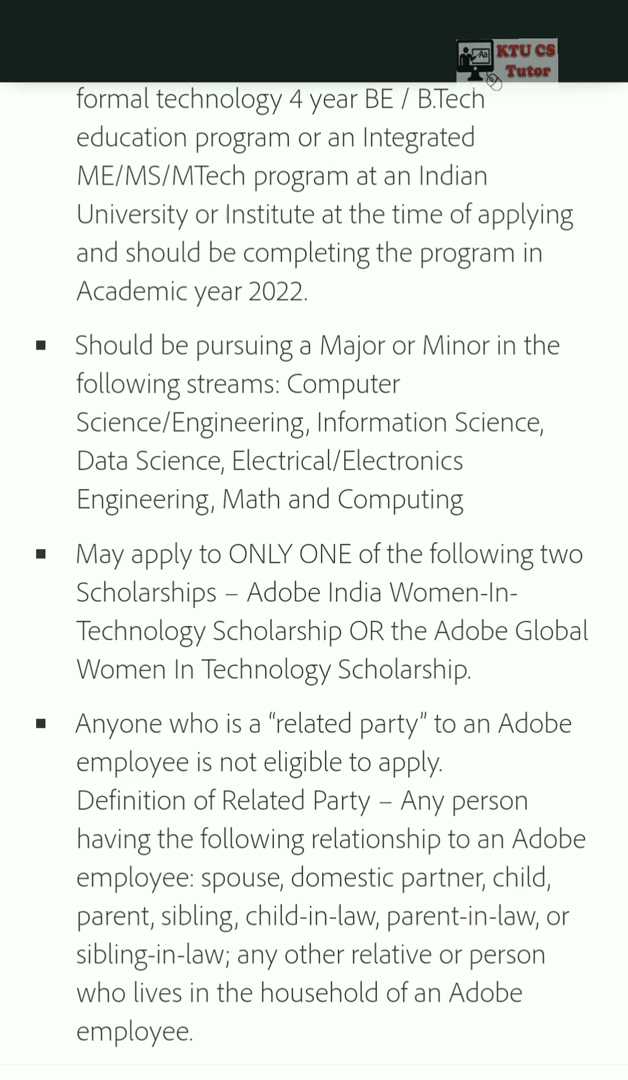 KTU CS
Tutor
formal technology 4 year BE / B.Tech
education program or an Integrated
ME/MS/MTech program at an Indian
University or Institute at the time of applying
and should be completing the program in
Academic year 2022.
▪ Should be pursuing a Major or Minor in the
following streams: Computer
Science/Engineering, Information Science,
Data Science, Electrical/Electronics
Engineering, Math and Computing
▪ May apply to ONLY ONE of the following two
Scholarships – Adobe India Women-In-
Technology Scholarship OR the Adobe Global
Women In Technology Scholarship.
▪ Anyone who is a “related party” to an Adobe
employee is not eligible to apply.
Definition of Related Party – Any person
having the following relationship to an Adobe
employee: spouse, domestic partner, child,
parent, sibling, child-in-law, parent-in-law, or
sibling-in-law; any other relative or person
who lives in the household of an Adobe
employee.